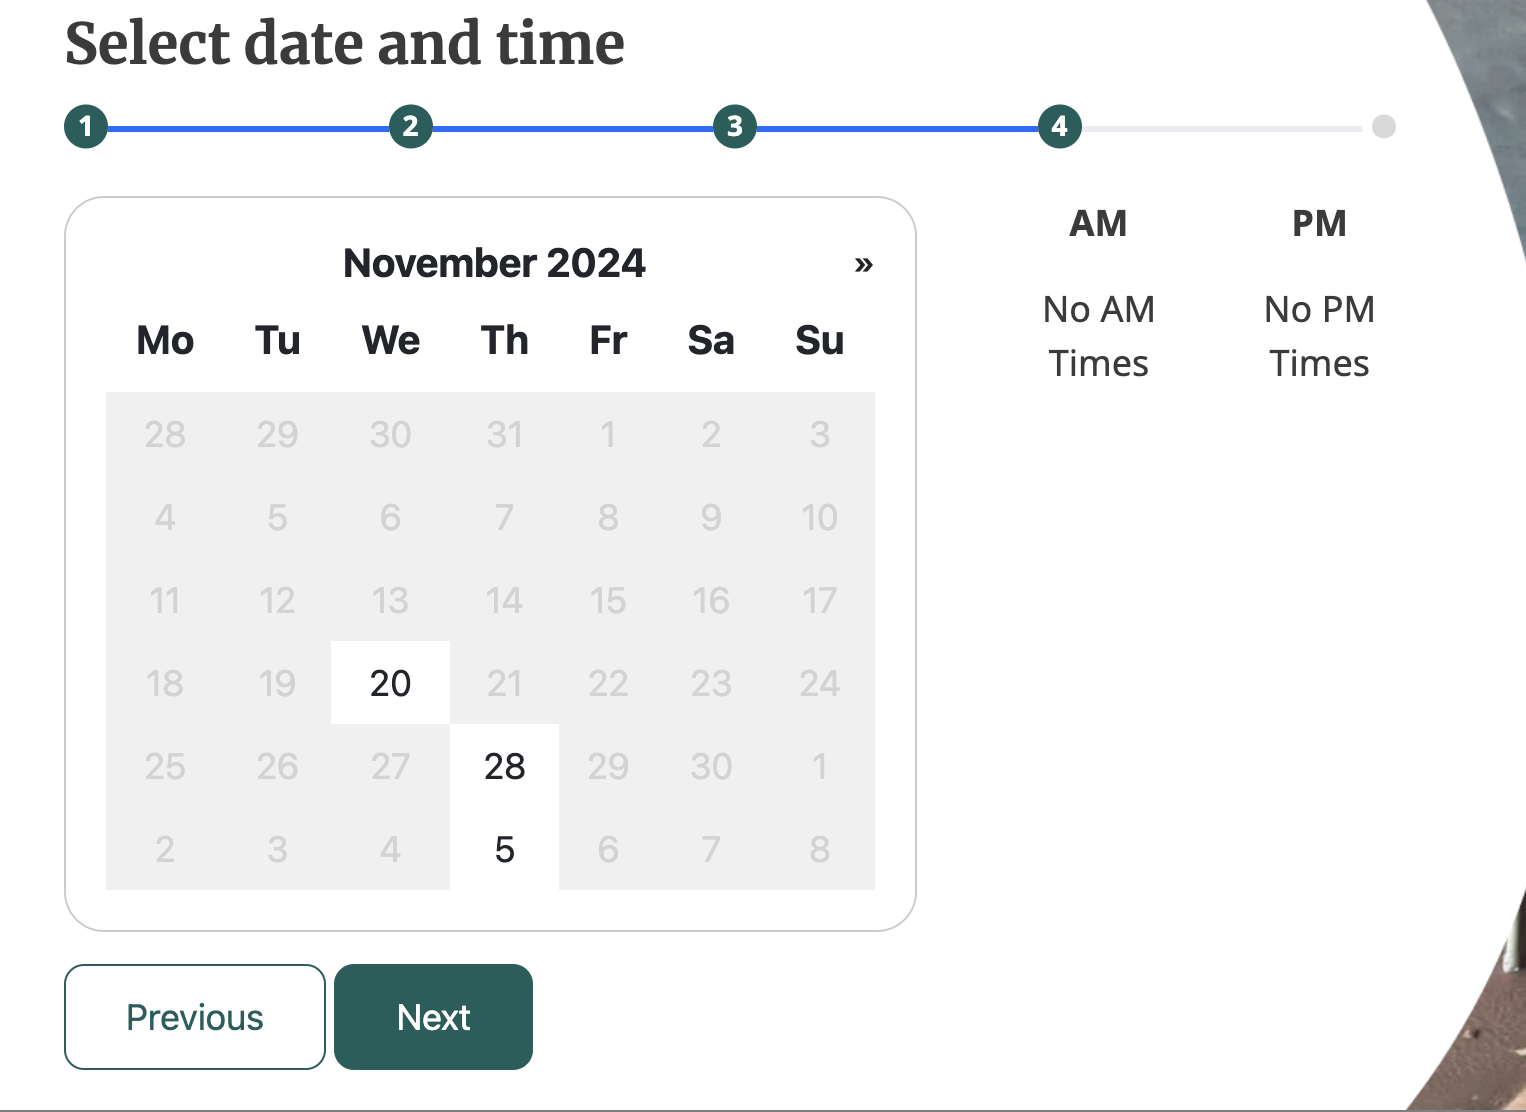 Select date and time
1 2 3 4
November 2024 »
Mo Tu We Th Fr Sa Su
28 29 30 31 1 2 3
4 5 6 7 8 9 10
11 12 13 14 15 16 17
18 19 20 21 22 23 24
25 26 27 28 29 30 1
2 3 4 5 6 7 8
AM
No AM
Times
PM
No PM
Times
Previous
Next